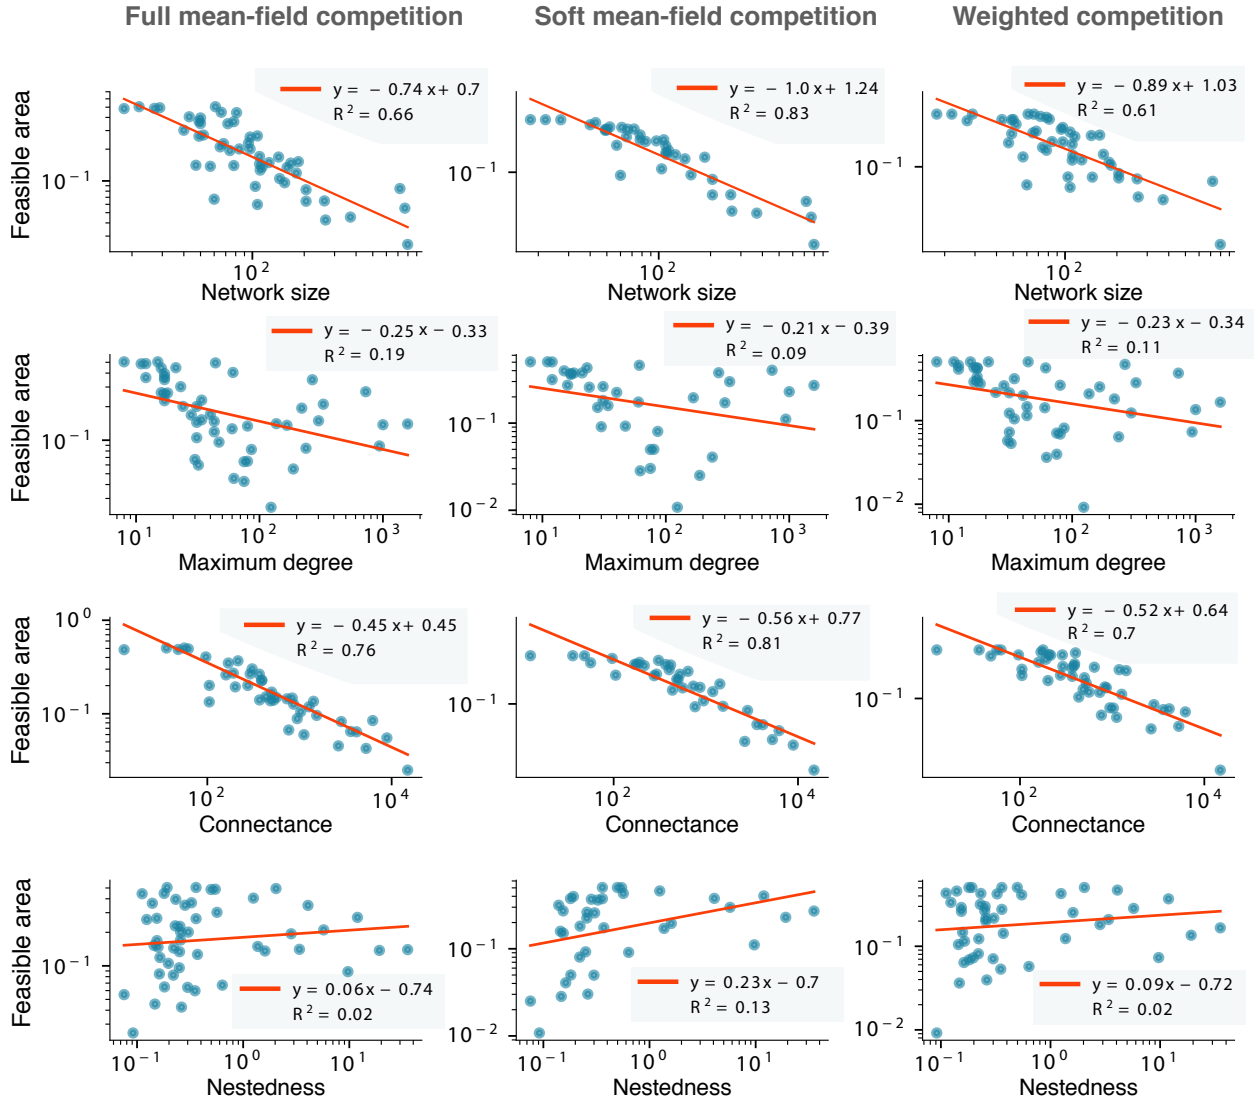 Full mean-field competition
Soft mean-field competition
Weighted competition
Feasible area
10⁻¹
y = − 0.74 x + 0.7
R² = 0.66
10²
Network size
10⁻¹
y = − 1.0 x + 1.24
R² = 0.83
10²
Network size
10⁻¹
y = − 0.89 x + 1.03
R² = 0.61
10²
Network size
Feasible area
10⁻¹
y = − 0.25 x − 0.33
R² = 0.19
10¹ 10² 10³
Maximum degree
10⁻¹
10⁻²
y = − 0.21 x − 0.39
R² = 0.09
10¹ 10² 10³
Maximum degree
10⁻¹
10⁻²
y = − 0.23 x − 0.34
R² = 0.11
10¹ 10² 10³
Maximum degree
Feasible area
10⁰
10⁻¹
y = − 0.45 x + 0.45
R² = 0.76
10² 10⁴
Connectance
10⁻¹
y = − 0.56 x + 0.77
R² = 0.81
10² 10⁴
Connectance
10⁻¹
y = − 0.52 x + 0.64
R² = 0.7
10² 10⁴
Connectance
Feasible area
10⁻¹
y = 0.06x − 0.74
R² = 0.02
10⁻¹ 10⁰ 10¹
Nestedness
10⁻¹
10⁻²
y = 0.23x − 0.7
R² = 0.13
10⁻¹ 10⁰ 10¹
Nestedness
10⁻¹
10⁻²
y = 0.09x − 0.72
R² = 0.02
10⁻¹ 10⁰ 10¹
Nestedness